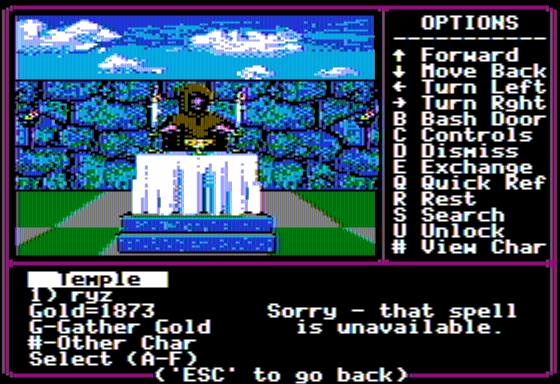 OPTIONS
------------
↑ Forward
↓ Move Back
← Turn Left
→ Turn Rght
B Bash Door
C Controls
D Dismiss
E Exchange
Q Quick Ref
R Rest
S Search
U Unlock
# View Char
Temple
1) ryz
Gold=1873
G-Gather Gold
#-Other Char
Select (A-F)
Sorry - that spell
is unavailable.
('ESC' to go back)